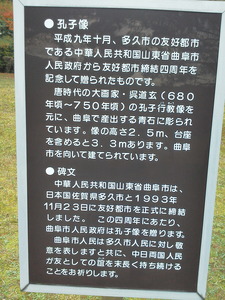 ● 孔子像
　平成九年十月、多久市の友好都市
である中華人民共和国山東省曲阜市
人民政府から友好都市締結四周年を
記念して贈られたものです。
　唐時代の大画家・呉道玄(680
年頃〜750年頃)の孔子行教像を
元に、曲阜で産出する青石に彫られ
ています。像の高さ2.5m、台座
を含めると3.3mあります。曲阜
市を向いて建てられています。
● 碑文
　中華人民共和国山東省曲阜市は、
日本国佐賀県多久市と1993年
11月23日に友好都市を正式に締結
しました。この四周年にあたり、
曲阜市人民政府は孔子像を贈ります。
　曲阜市人民は多久市人民に対し敬
意を表しますと共に、中日両国人民
が友としての誼を末長く持ち続ける
ことをお祈りします。